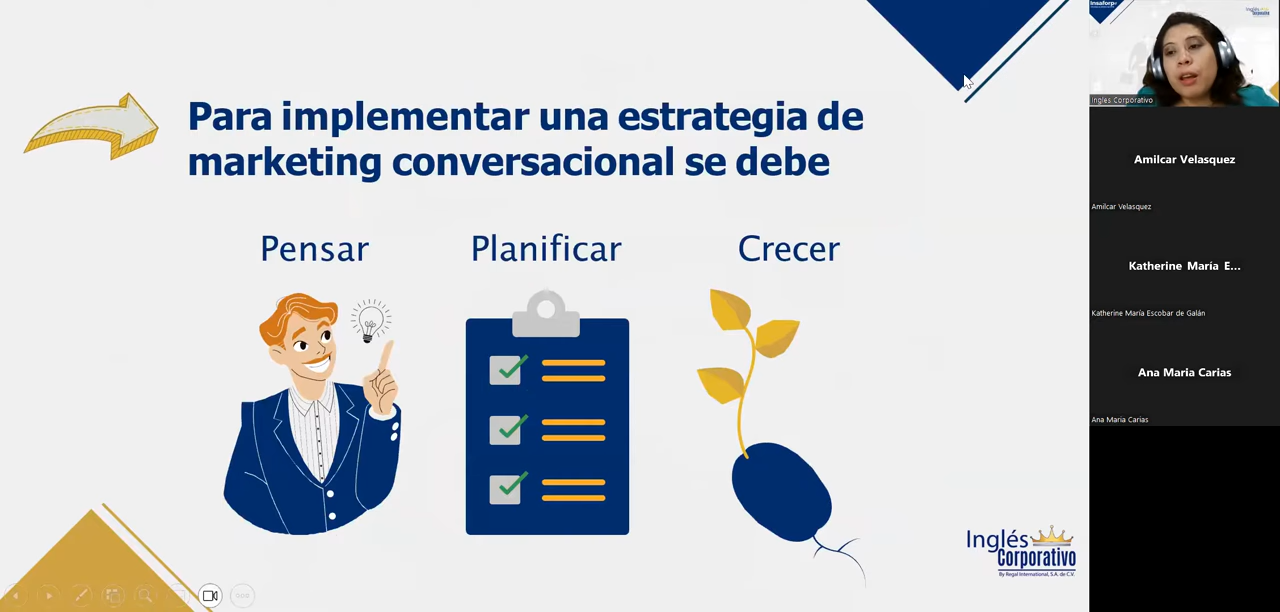 Para implementar una estrategia de
marketing conversacional se debe
Pensar
Planificar
Crecer
Inglés
Corporativo
By Regal International, S.A. de C.V.
Insaforp
Ingles Corporativo
Amilcar Velasquez
Amilcar Velasquez
Katherine María E...
Katherine María Escobar de Galán
Ana Maria Carias
Ana Maria Carias